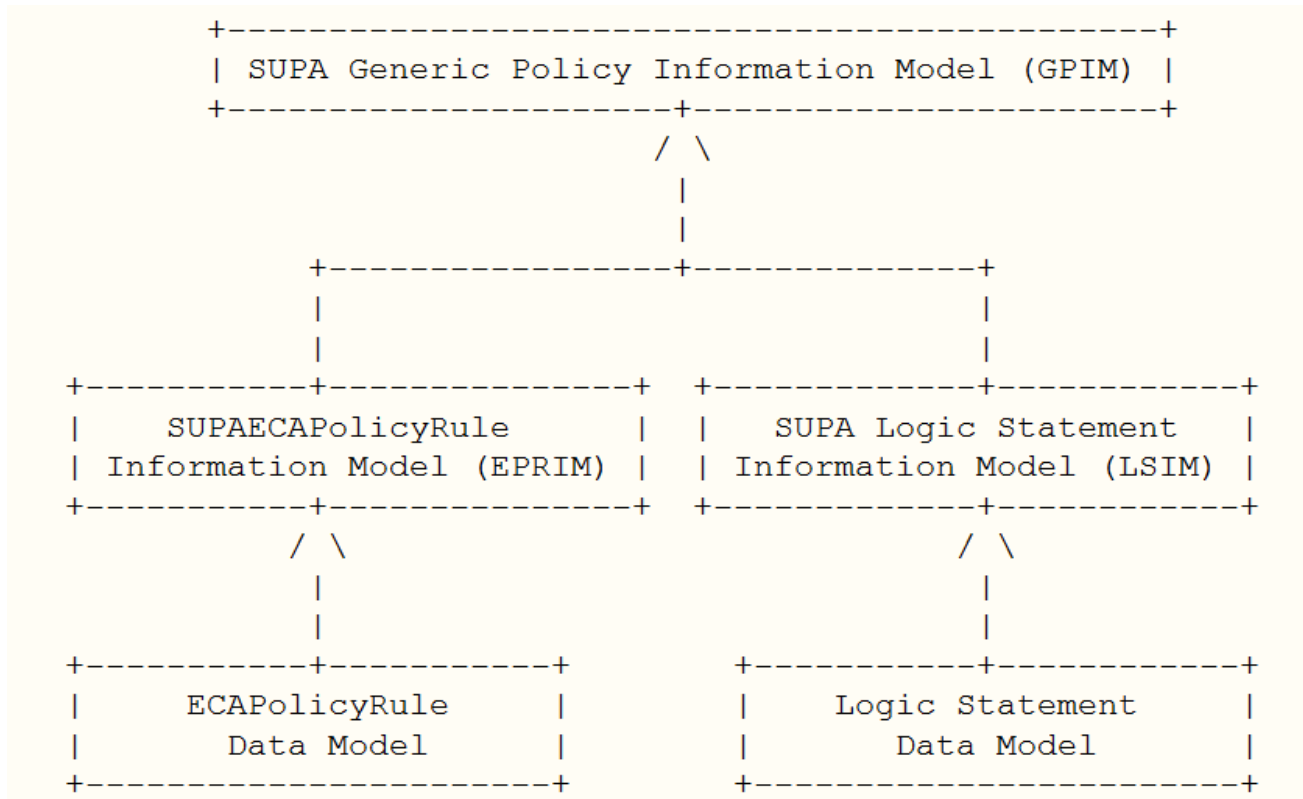 SUPA Generic Policy Information Model (GPIM)
SUPAECAPolicyRule
Information Model (EPRIM)
SUPA Logic Statement
Information Model (LSIM)
ECAPolicyRule
Data Model
Logic Statement
Data Model